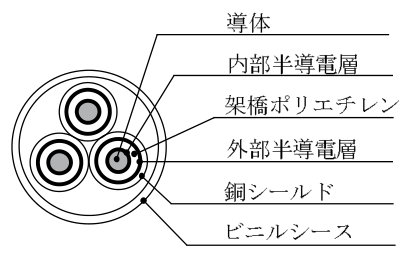 導体
内部半導電層
架橋ポリエチレン
外部半導電層
銅シールド
ビニルシース